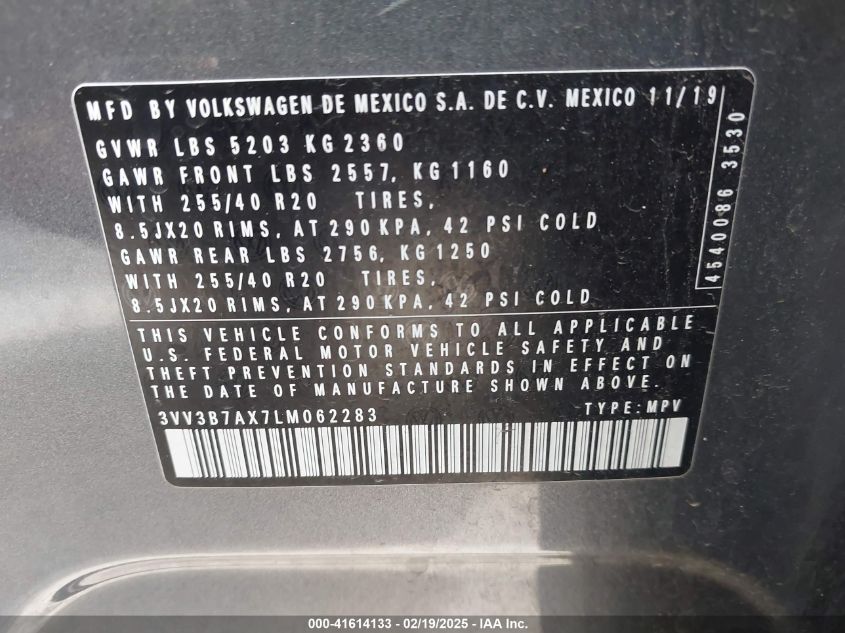 MFD BY VOLKSWAGEN DE MEXICO S.A. DE C.V. MEXICO 11/19
GVWR LBS 5203 KG 2360
GAWR FRONT LBS 2557, KG 1160
WITH 255/40 R20 TIRES,
8.5JX20 RIMS, AT 290 KPA, 42 PSI COLD
GAWR REAR LBS 2756, KG 1250
WITH 255/40 R20 TIRES,
8.5JX20 RIMS, AT 290 KPA, 42 PSI COLD
4540086 3530
THIS VEHICLE CONFORMS TO ALL APPLICABLE
U.S. FEDERAL MOTOR VEHICLE SAFETY AND
THEFT PREVENTION STANDARDS IN EFFECT ON
THE DATE OF MANUFACTURE SHOWN ABOVE.
3VV3B7AX7LM062283 TYPE: MPV
000-41614133 - 02/19/2025 - IAA Inc.